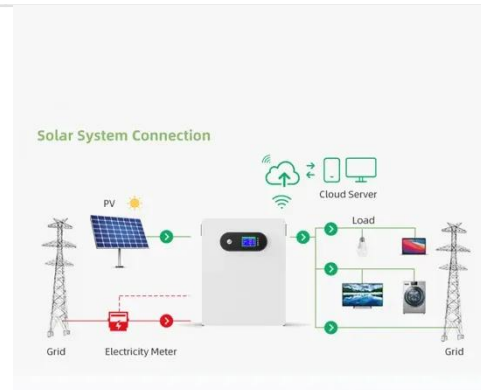 Solar System Connection
Cloud Server
PV
Load
Grid
Electricity Meter
Grid